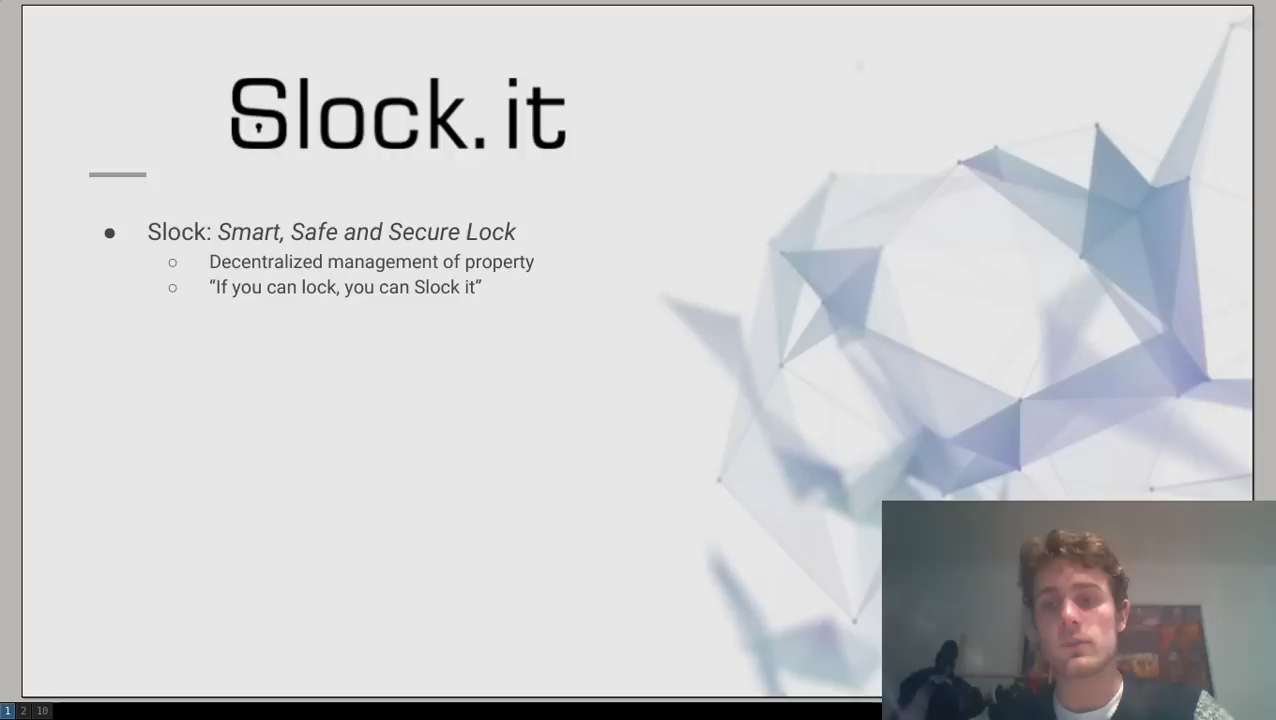 Slock.it
● Slock: Smart, Safe and Secure Lock
○ Decentralized management of property
○ “If you can lock, you can Slock it”
1 2 10